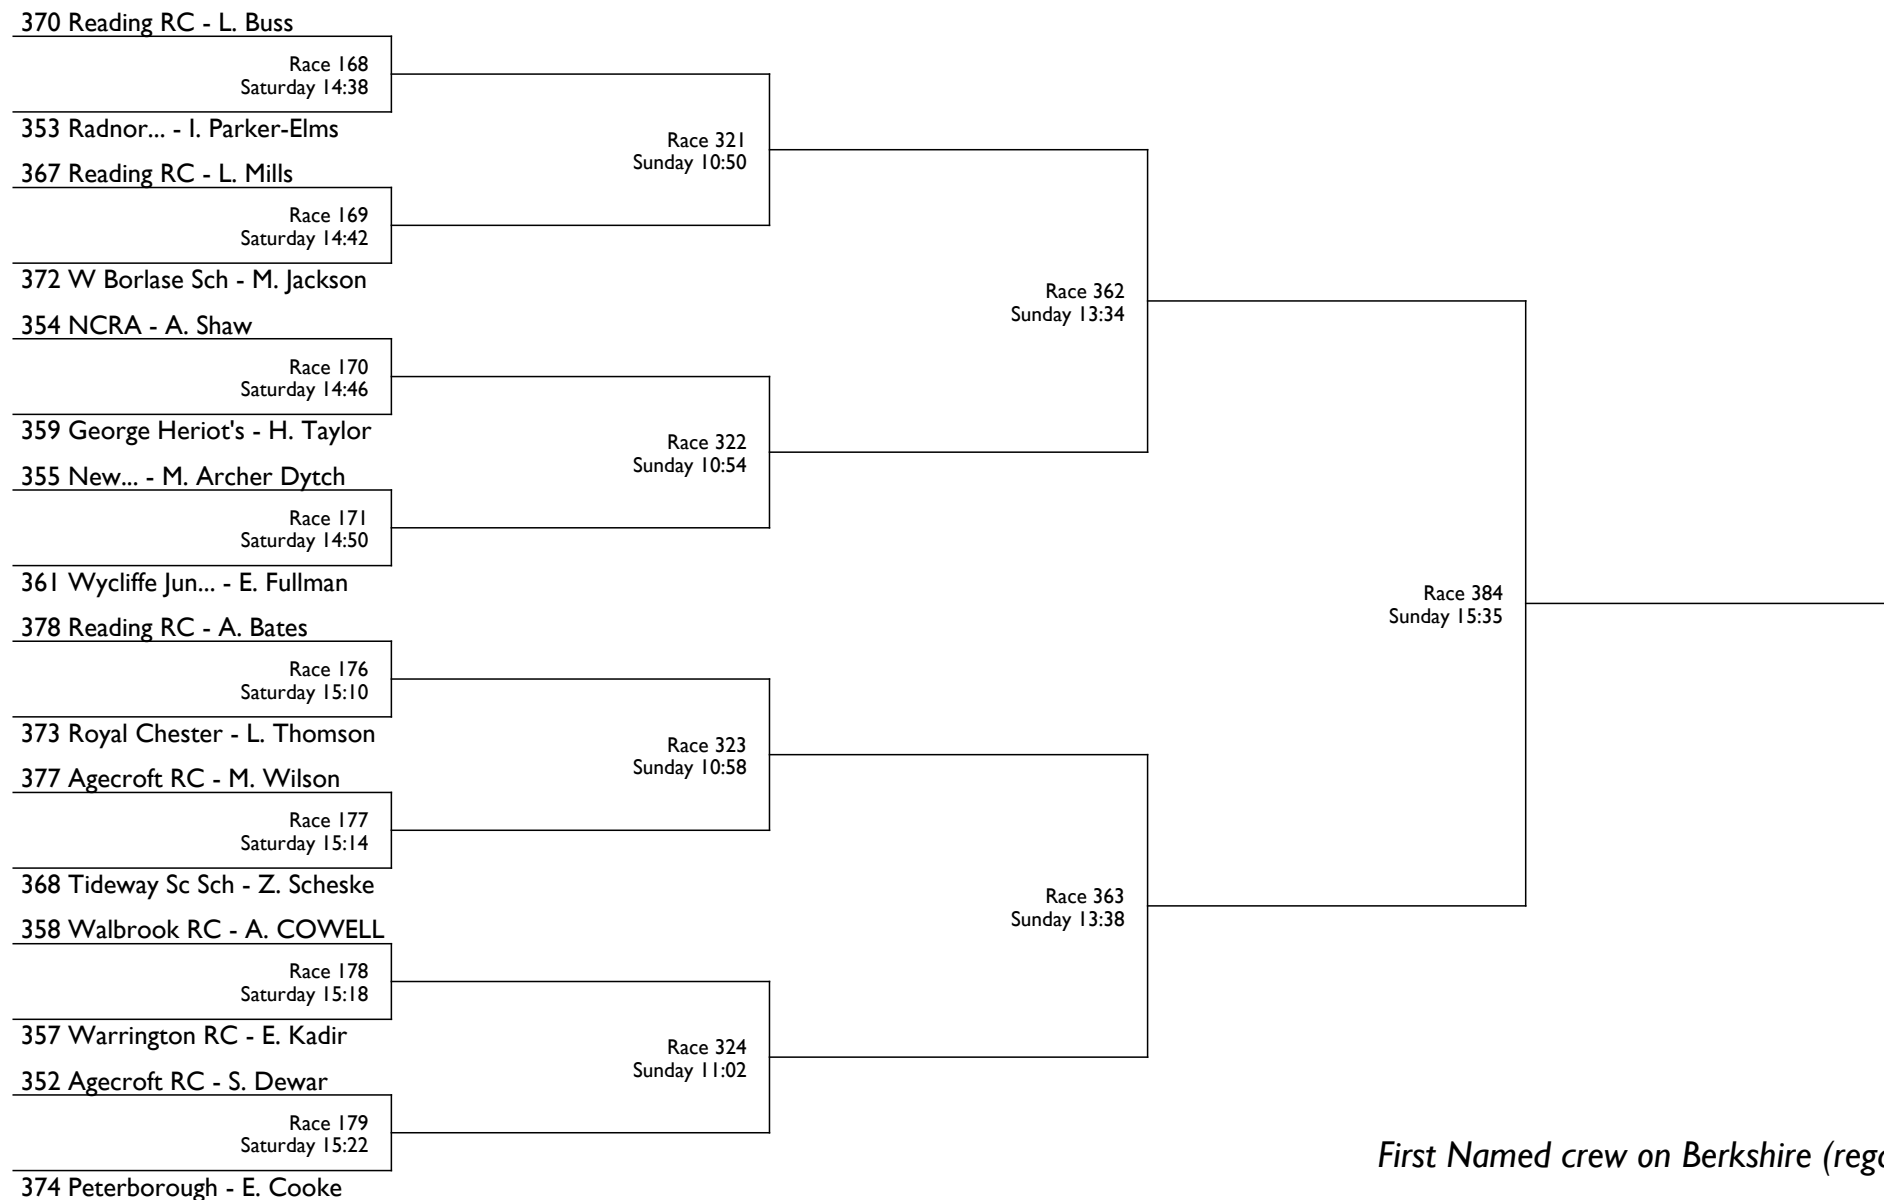 370 Reading RC - L. Buss
Race 168
Saturday 14:38
353 Radnor... - I. Parker-Elms
Race 321
Sunday 10:50
367 Reading RC - L. Mills
Race 169
Saturday 14:42
372 W Borlase Sch - M. Jackson
Race 362
Sunday 13:34
354 NCRA - A. Shaw
Race 170
Saturday 14:46
359 George Heriot's - H. Taylor
Race 322
Sunday 10:54
355 New... - M. Archer Dytch
Race 171
Saturday 14:50
361 Wycliffe Jun... - E. Fullman
Race 384
Sunday 15:35
378 Reading RC - A. Bates
Race 176
Saturday 15:10
373 Royal Chester - L. Thomson
Race 323
Sunday 10:58
377 Agecroft RC - M. Wilson
Race 177
Saturday 15:14
368 Tideway Sc Sch - Z. Scheske
Race 363
Sunday 13:38
358 Walbrook RC - A. COWELL
Race 178
Saturday 15:18
357 Warrington RC - E. Kadir
Race 324
Sunday 11:02
352 Agecroft RC - S. Dewar
Race 179
Saturday 15:22
374 Peterborough - E. Cooke
First Named crew on Berkshire